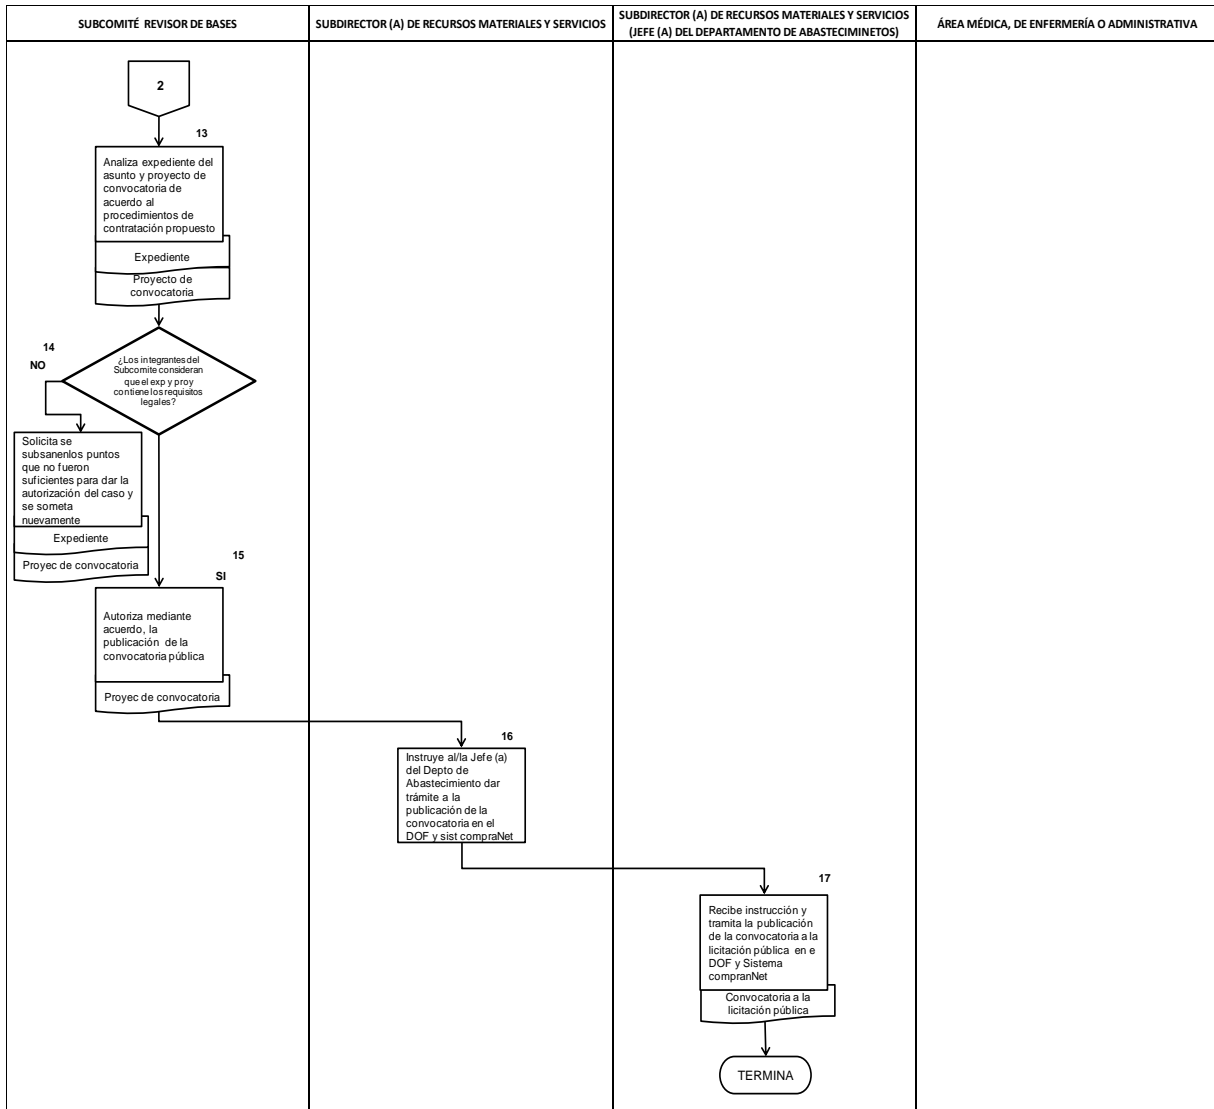 SUBCOMITÉ REVISOR DE BASES
SUBDIRECTOR (A) DE RECURSOS MATERIALES Y SERVICIOS
SUBDIRECTOR (A) DE RECURSOS MATERIALES Y SERVICIOS
(JEFE (A) DEL DEPARTAMENTO DE ABASTECIMINETOS)
ÁREA MÉDICA, DE ENFERMERÍA O ADMINISTRATIVA
2
13
Analiza expediente del
asunto y proyecto de
convocatoria de
acuerdo al
procedimientos de
contratación propuesto
Expediente
Proyecto de
convocatoria
14
NO
¿Los integrantes del
Subcomite consideran
que el exp y proy
contiene los requisitos
legales?
Solicita se
subsanenlos puntos
que no fueron
suficientes para dar la
autorización del caso y
se someta
nuevamente
Expediente
Proyec de convocatoria
15
SI
Autoriza mediante
acuerdo, la
publicación de la
convocatoria pública
Proyec de convocatoria
16
Instruye al/la Jefe (a)
del Depto de
Abastecimiento dar
trámite a la
publicación de la
convocatoria en el
DOF y sist compraNet
17
Recibe instrucción y
tramita la publicación
de la convocatoria a la
licitación pública en e
DOF y Sistema
compranNet
Convocatoria a la
licitación pública
TERMINA